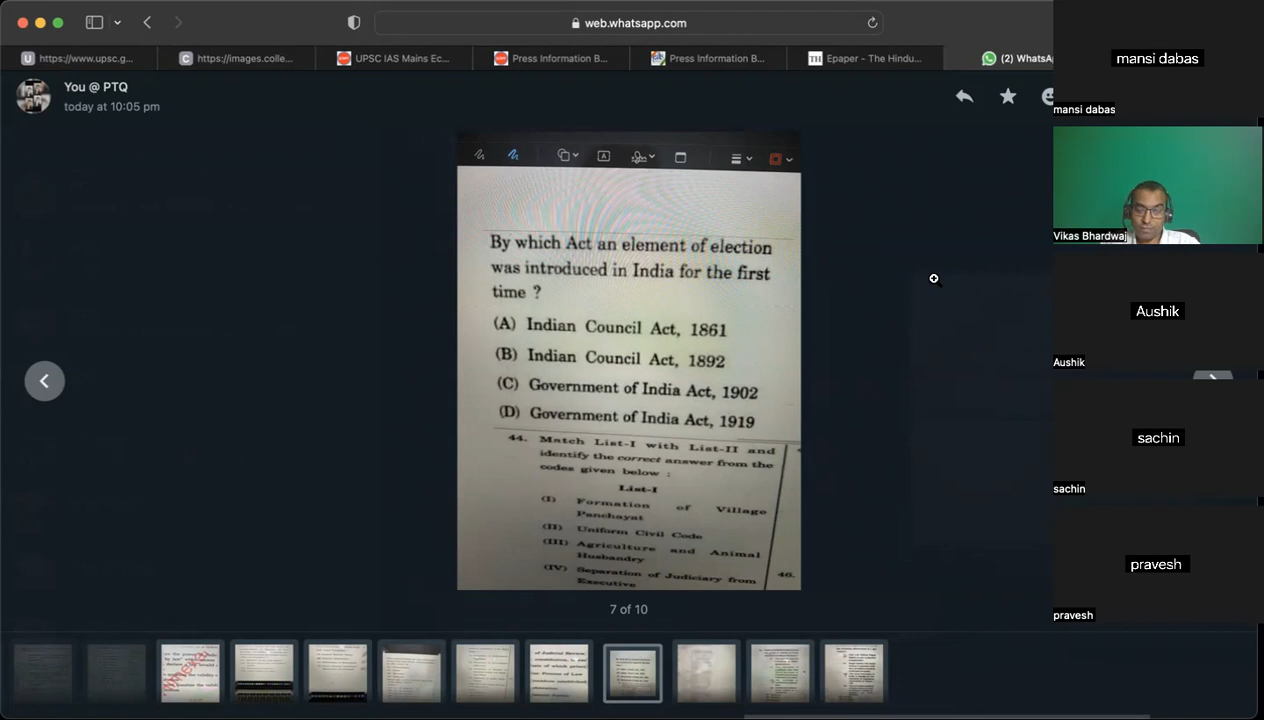 web.whatsapp.com
https://www.upsc.g...
https://images.colle...
UPSC IAS Mains Ec...
Press Information B...
Press Information B...
Epaper - The Hindu...
(2) WhatsA
You @ PTQ
today at 10:05 pm
By which Act an element of election
was introduced in India for the first
time ?
(A) Indian Council Act, 1861
(B) Indian Council Act, 1892
(C) Government of India Act, 1902
(D) Government of India Act, 1919
44. Match List-I with List-II and
identify the correct answer from the
codes given below :
List-I
(I) Formation of Village
Panchayat
(II) Uniform Civil Code
(III) Agriculture and Animal
Husbandry
(IV) Separation of Judiciary from
Executive
46.
7 of 10
mansi dabas
mansi dabas
Vikas Bhardwaj
Aushik
Aushik
sachin
sachin
pravesh
pravesh